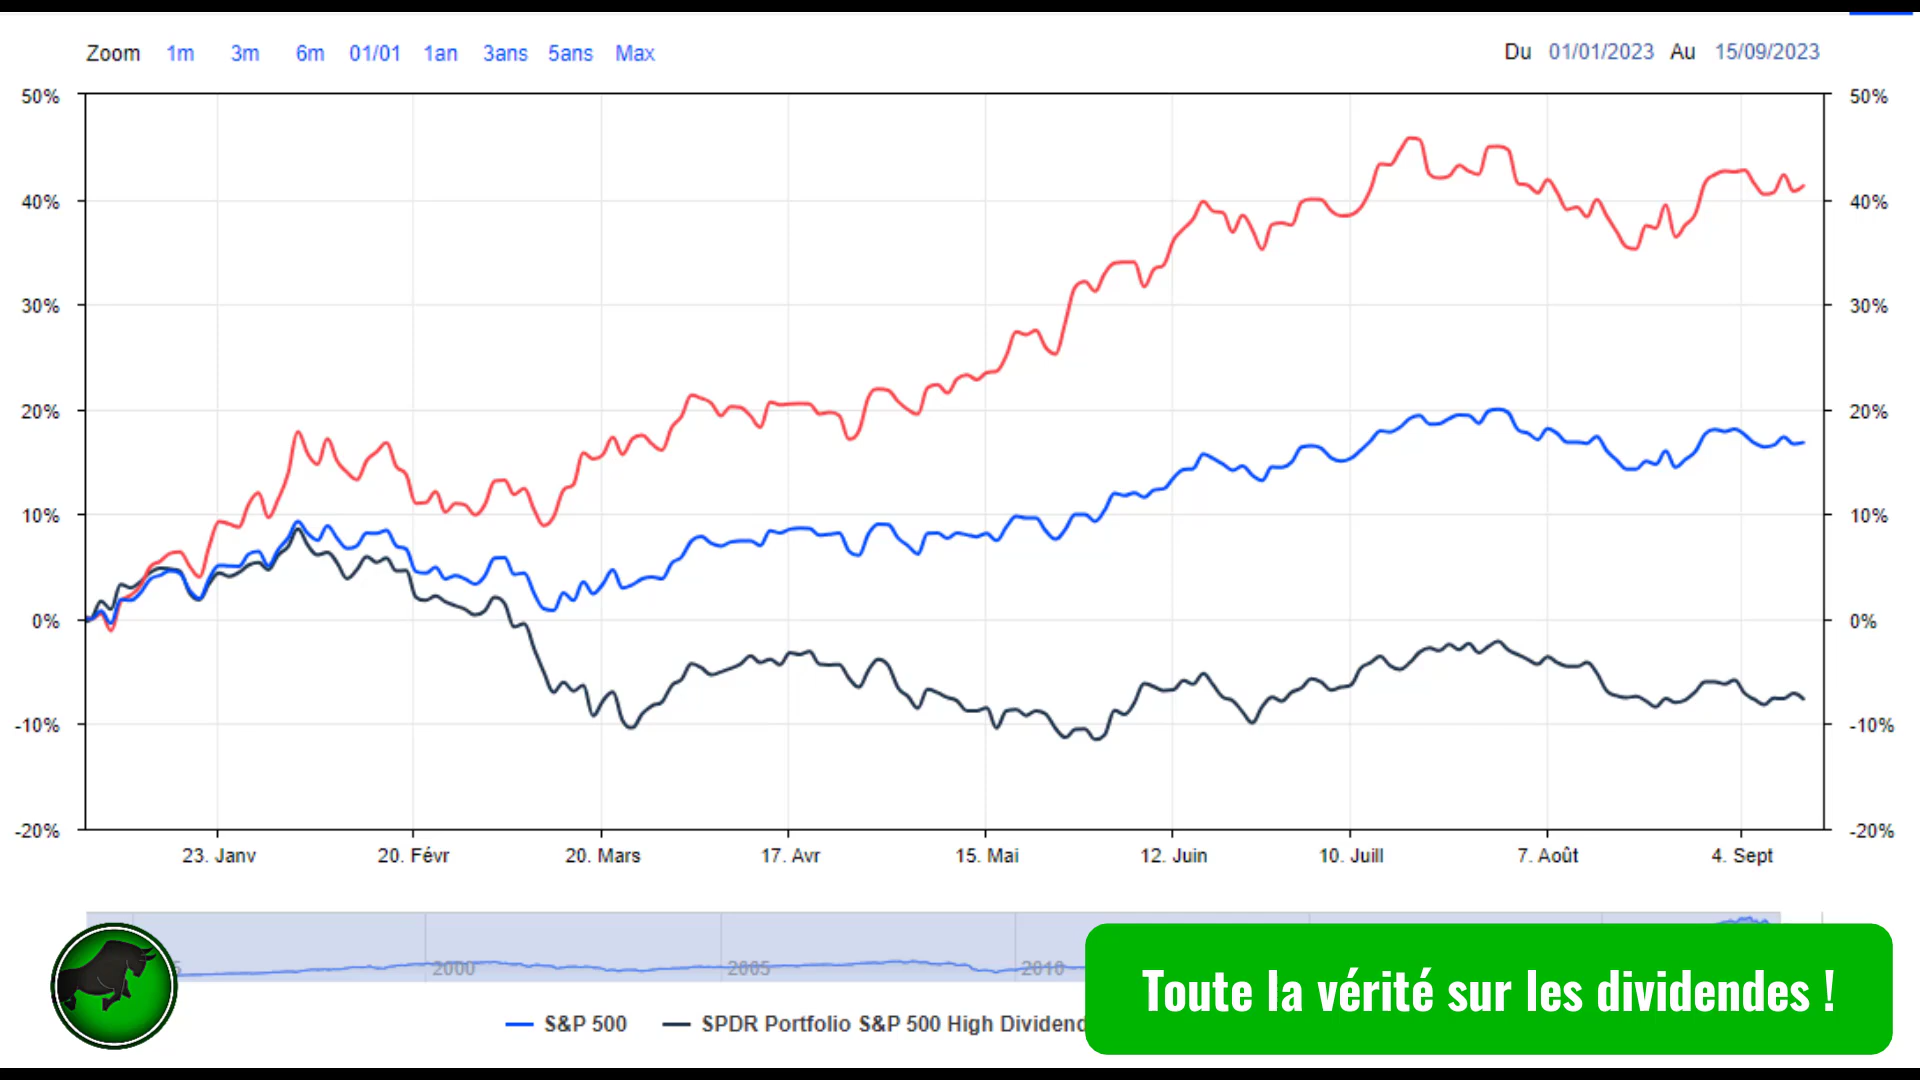 Zoom 1m 3m 6m 01/01 1an 3ans 5ans Max Du 01/01/2023 Au 15/09/2023
50% 50%
40% 40%
30% 30%
20% 20%
10% 10%
0% 0%
-10% -10%
-20% -20%
23. Janv 20. Févr 20. Mars 17. Avr 15. Mai 12. Juin 10. Juill 7. Août 4. Sept
2000 2005 2010
S&P 500 SPDR Portfolio S&P 500 High Dividend
Toute la vérité sur les dividendes !